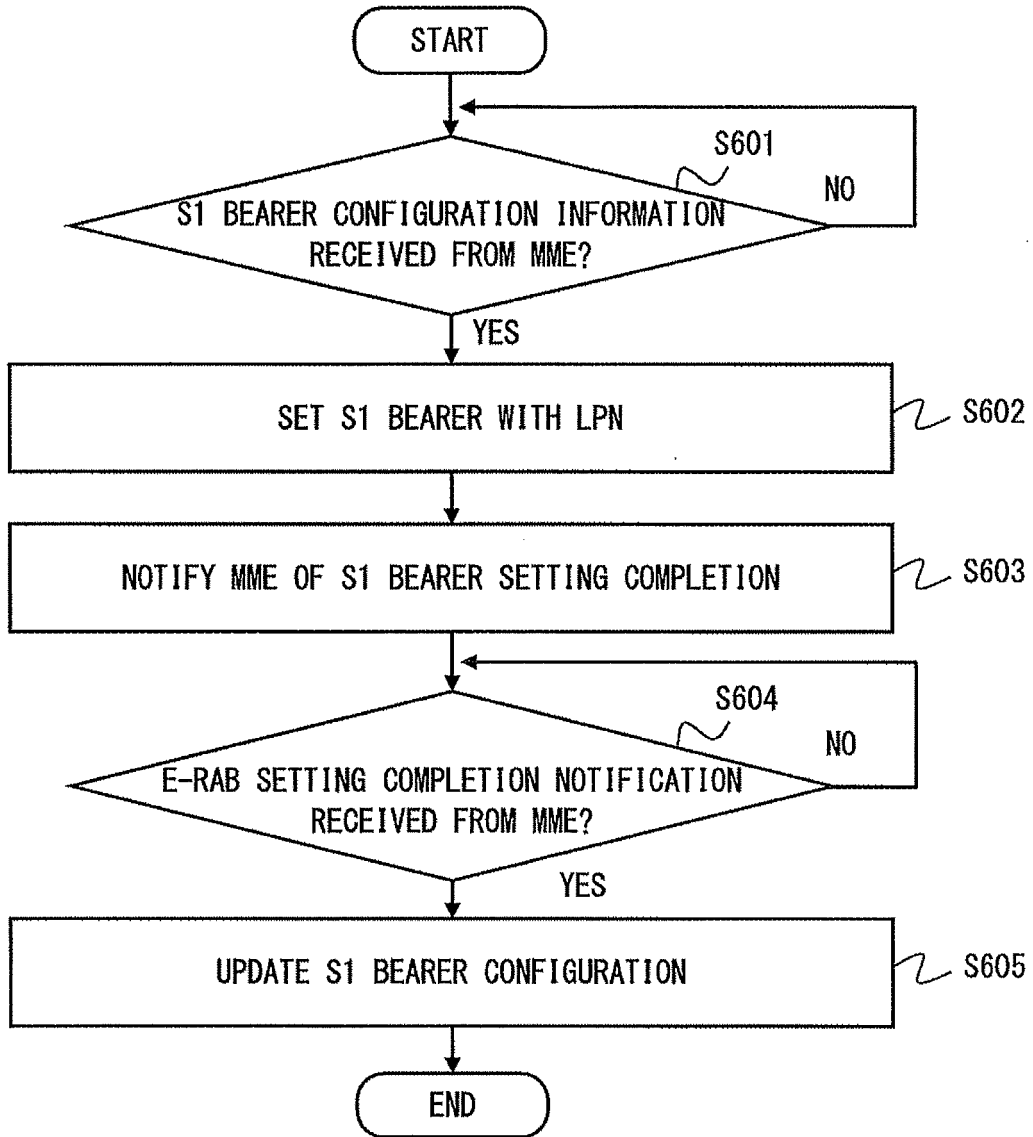 START
S601
NO
S1 BEARER CONFIGURATION INFORMATION
RECEIVED FROM MME?
YES
SET S1 BEARER WITH LPN
S602
NOTIFY MME OF S1 BEARER SETTING COMPLETION
S603
S604
NO
E-RAB SETTING COMPLETION NOTIFICATION
RECEIVED FROM MME?
YES
UPDATE S1 BEARER CONFIGURATION
S605
END